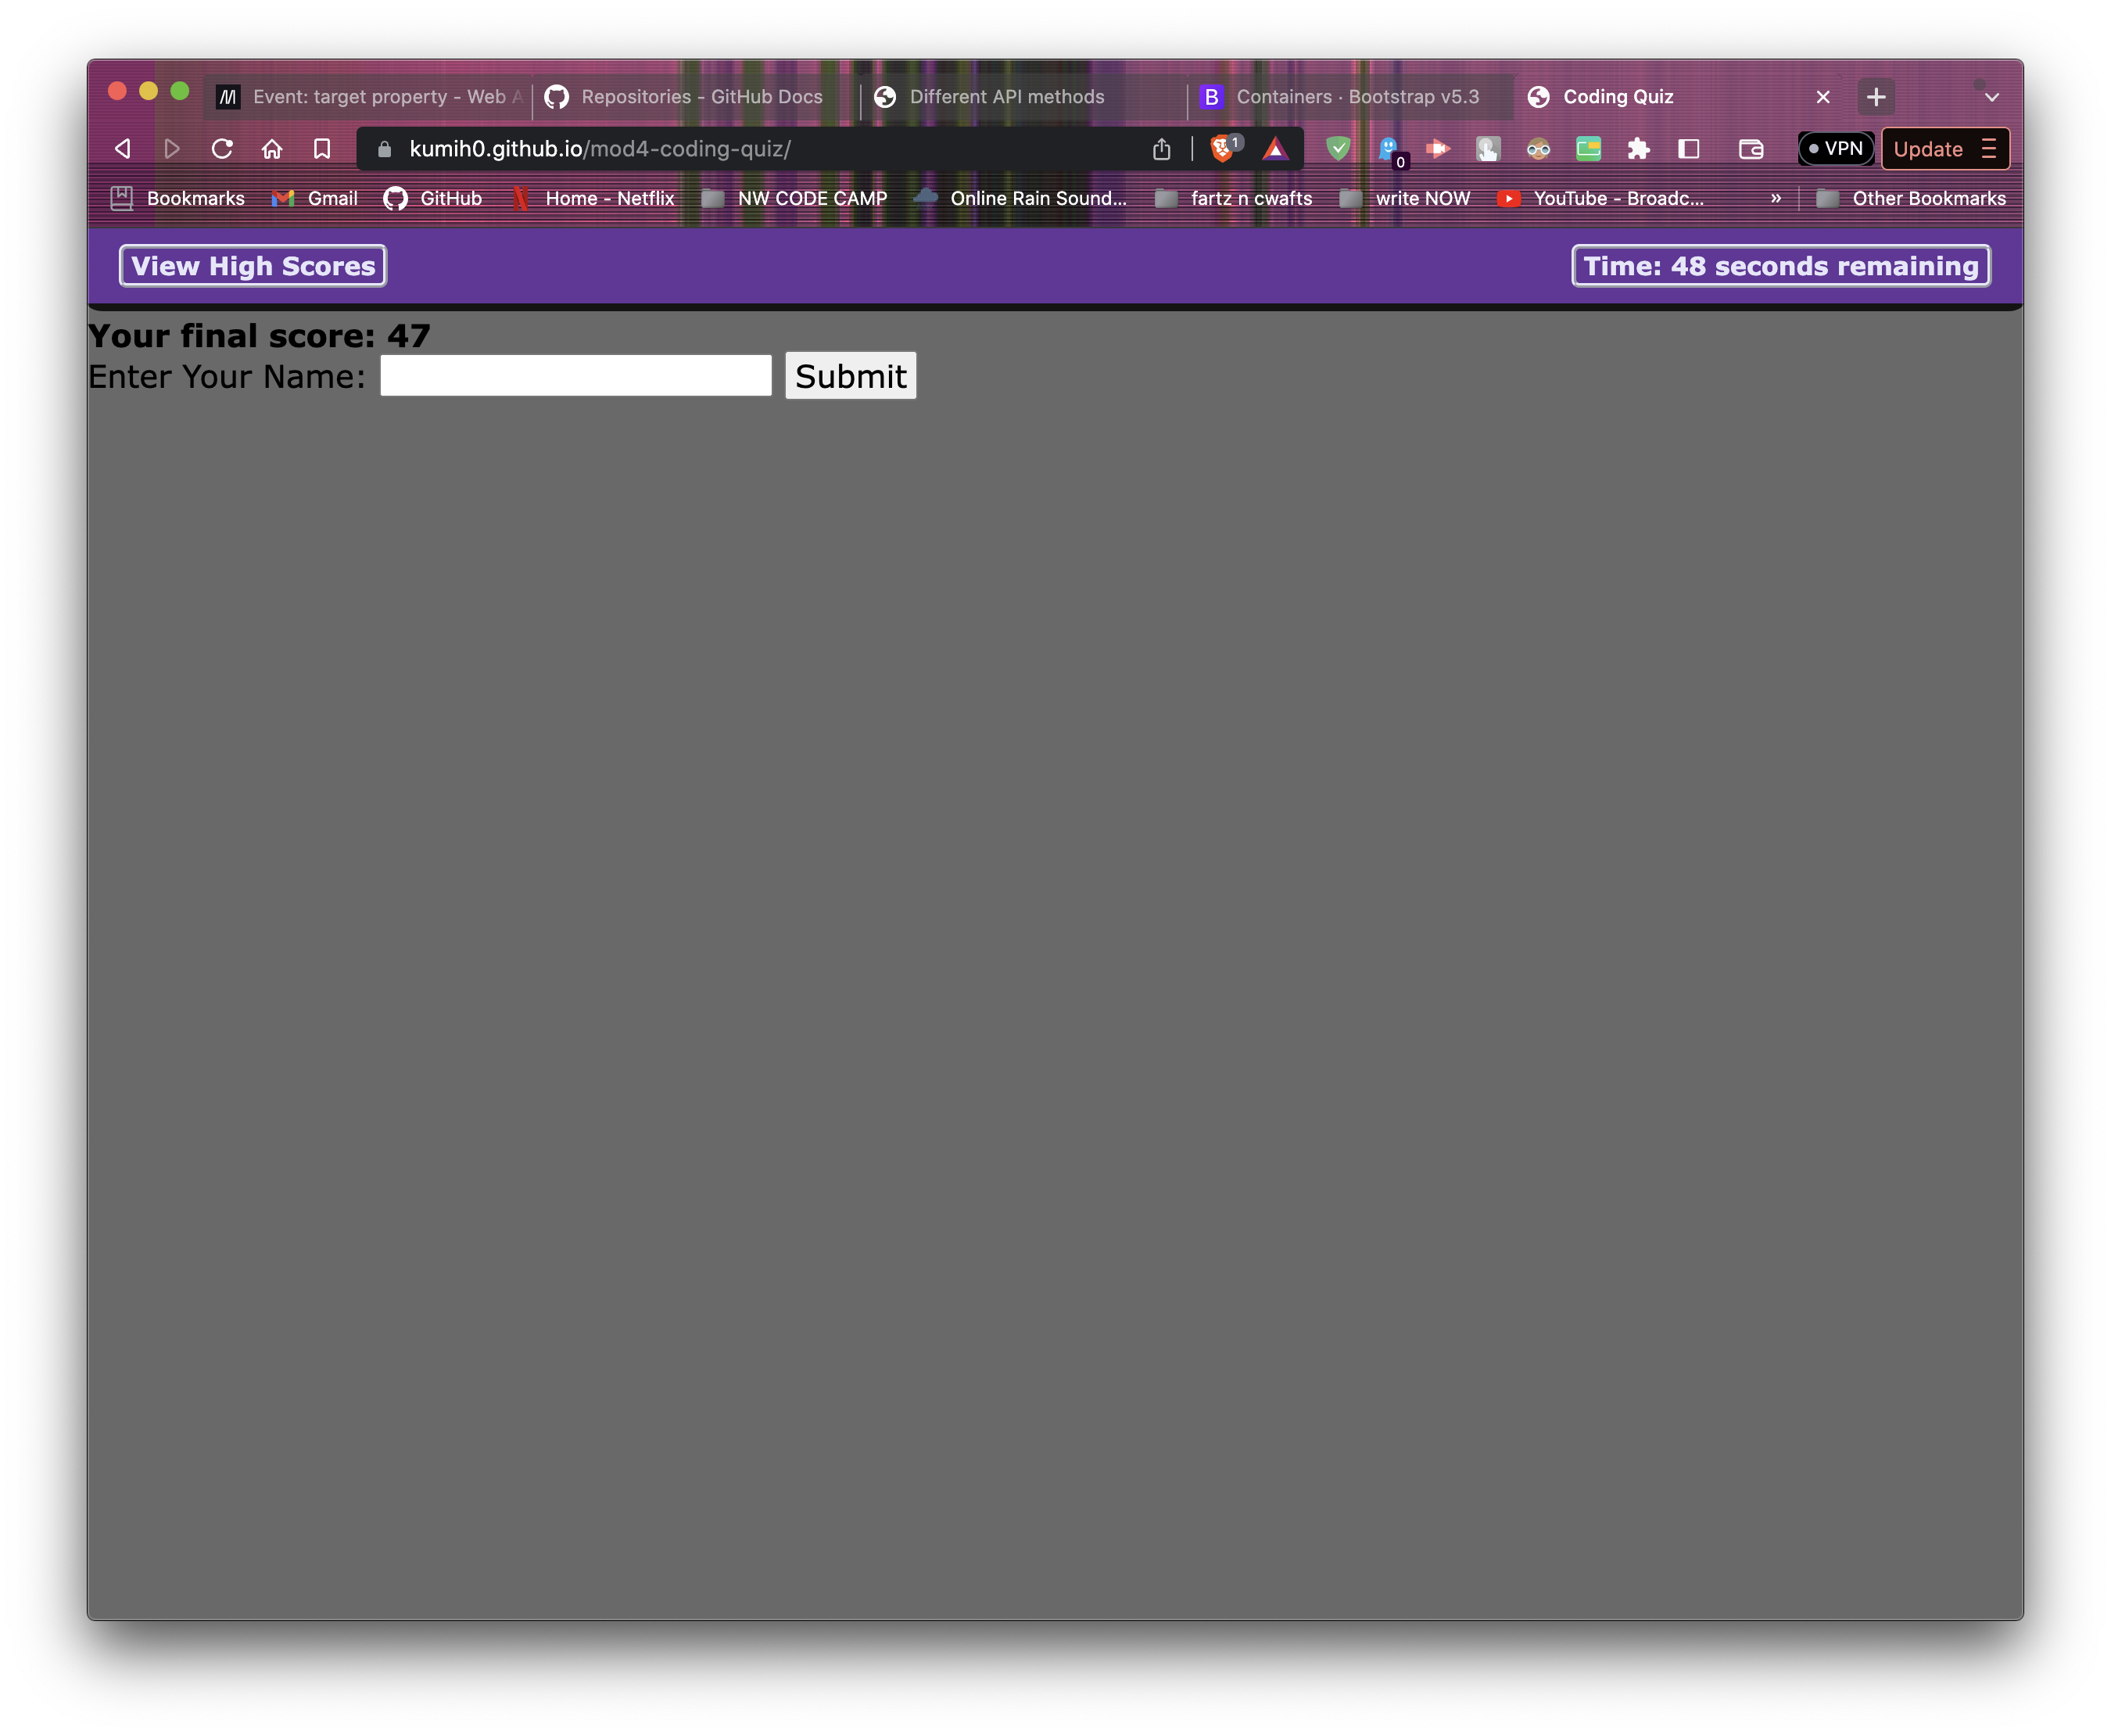 Event: target property - Web A
Repositories - GitHub Docs
Different API methods
B Containers · Bootstrap v5.3
Coding Quiz
kumih0.github.io/mod4-coding-quiz/
1
0
VPN
Update
Bookmarks
Gmail
GitHub
Home - Netflix
NW CODE CAMP
Online Rain Sound...
fartz n cwafts
write NOW
YouTube - Broadc...
»
Other Bookmarks
View High Scores
Time: 48 seconds remaining
Your final score: 47
Enter Your Name:
Submit